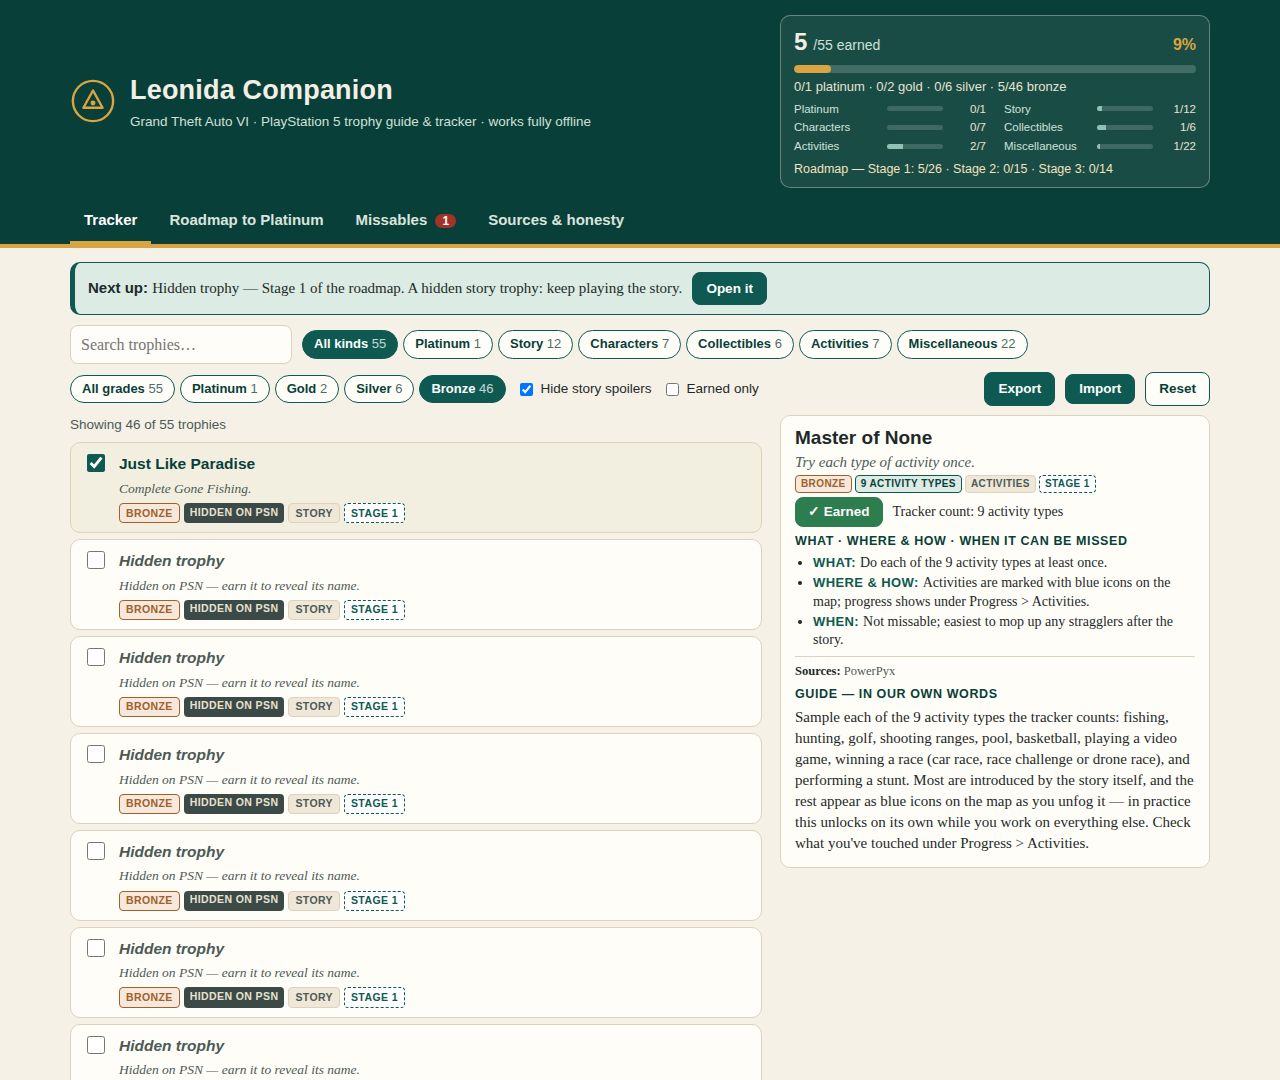 Leonida Companion
Grand Theft Auto VI · PlayStation 5 trophy guide & tracker · works fully offline
5 /55 earned 9%
0/1 platinum · 0/2 gold · 0/6 silver · 5/46 bronze
Platinum 0/1 Story 1/12
Characters 0/7 Collectibles 1/6
Activities 2/7 Miscellaneous 1/22
Roadmap — Stage 1: 5/26 · Stage 2: 0/15 · Stage 3: 0/14
Tracker Roadmap to Platinum Missables 1 Sources & honesty
Next up: Hidden trophy — Stage 1 of the roadmap. A hidden story trophy: keep playing the story. Open it
Search trophies… All kinds 55 Platinum 1 Story 12 Characters 7 Collectibles 6 Activities 7 Miscellaneous 22
All grades 55 Platinum 1 Gold 2 Silver 6 Bronze 46 Hide story spoilers Earned only Export Import Reset
Showing 46 of 55 trophies
Just Like Paradise
Complete Gone Fishing.
BRONZE HIDDEN ON PSN STORY STAGE 1
Hidden trophy
Hidden on PSN — earn it to reveal its name.
BRONZE HIDDEN ON PSN STORY STAGE 1
Hidden trophy
Hidden on PSN — earn it to reveal its name.
BRONZE HIDDEN ON PSN STORY STAGE 1
Hidden trophy
Hidden on PSN — earn it to reveal its name.
BRONZE HIDDEN ON PSN STORY STAGE 1
Hidden trophy
Hidden on PSN — earn it to reveal its name.
BRONZE HIDDEN ON PSN STORY STAGE 1
Hidden trophy
Hidden on PSN — earn it to reveal its name.
BRONZE HIDDEN ON PSN STORY STAGE 1
Hidden trophy
Hidden on PSN — earn it to reveal its name.
Master of None
Try each type of activity once.
BRONZE 9 ACTIVITY TYPES ACTIVITIES STAGE 1
✓ Earned Tracker count: 9 activity types
WHAT · WHERE & HOW · WHEN IT CAN BE MISSED
• WHAT: Do each of the 9 activity types at least once.
• WHERE & HOW: Activities are marked with blue icons on the
map; progress shows under Progress > Activities.
• WHEN: Not missable; easiest to mop up any stragglers after the
story.
Sources: PowerPyx
GUIDE — IN OUR OWN WORDS
Sample each of the 9 activity types the tracker counts: fishing,
hunting, golf, shooting ranges, pool, basketball, playing a video
game, winning a race (car race, race challenge or drone race), and
performing a stunt. Most are introduced by the story itself, and the
rest appear as blue icons on the map as you unfog it — in practice
this unlocks on its own while you work on everything else. Check
what you've touched under Progress > Activities.